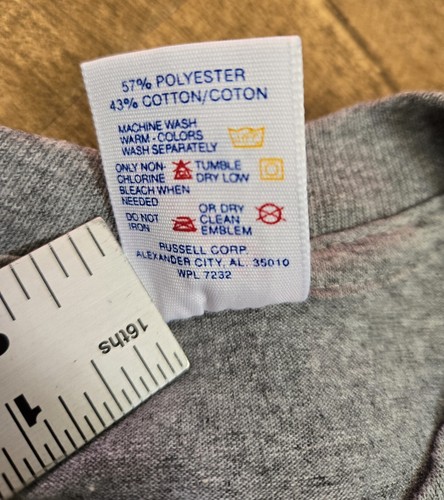 57% POLYESTER
43% COTTON/COTON
MACHINE WASH
WARM - COLORS
WASH SEPARATELY
ONLY NON-
CHLORINE
BLEACH WHEN
NEEDED
TUMBLE
DRY LOW
DO NOT
IRON
OR DRY
CLEAN
EMBLEM
RUSSELL CORP.
ALEXANDER CITY, AL. 35010
WPL 7232
16ths
1